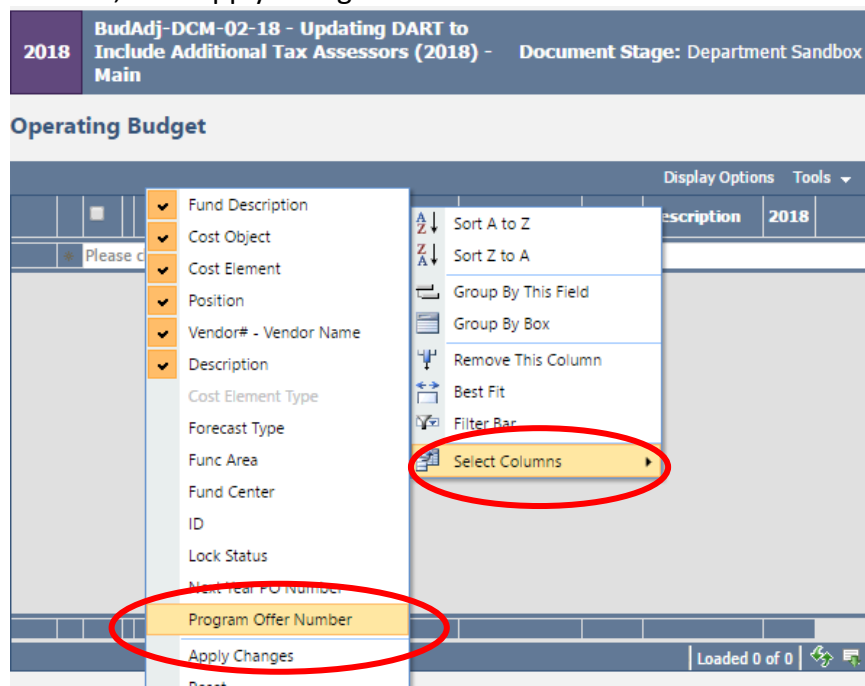 2018
BudAdj-DCM-02-18 - Updating DART to
Include Additional Tax Assessors (2018) -
Main
Document Stage: Department Sandbox
Operating Budget
Display Options Tools
escription 2018
Please c
Fund Description
Cost Object
Cost Element
Position
Vendor# - Vendor Name
Description
Cost Element Type
Forecast Type
Func Area
Fund Center
ID
Lock Status
Next Year PO Number
Program Offer Number
Apply Changes
Sort A to Z
Sort Z to A
Group By This Field
Group By Box
Remove This Column
Best Fit
Filter Bar
Select Columns
Loaded 0 of 0